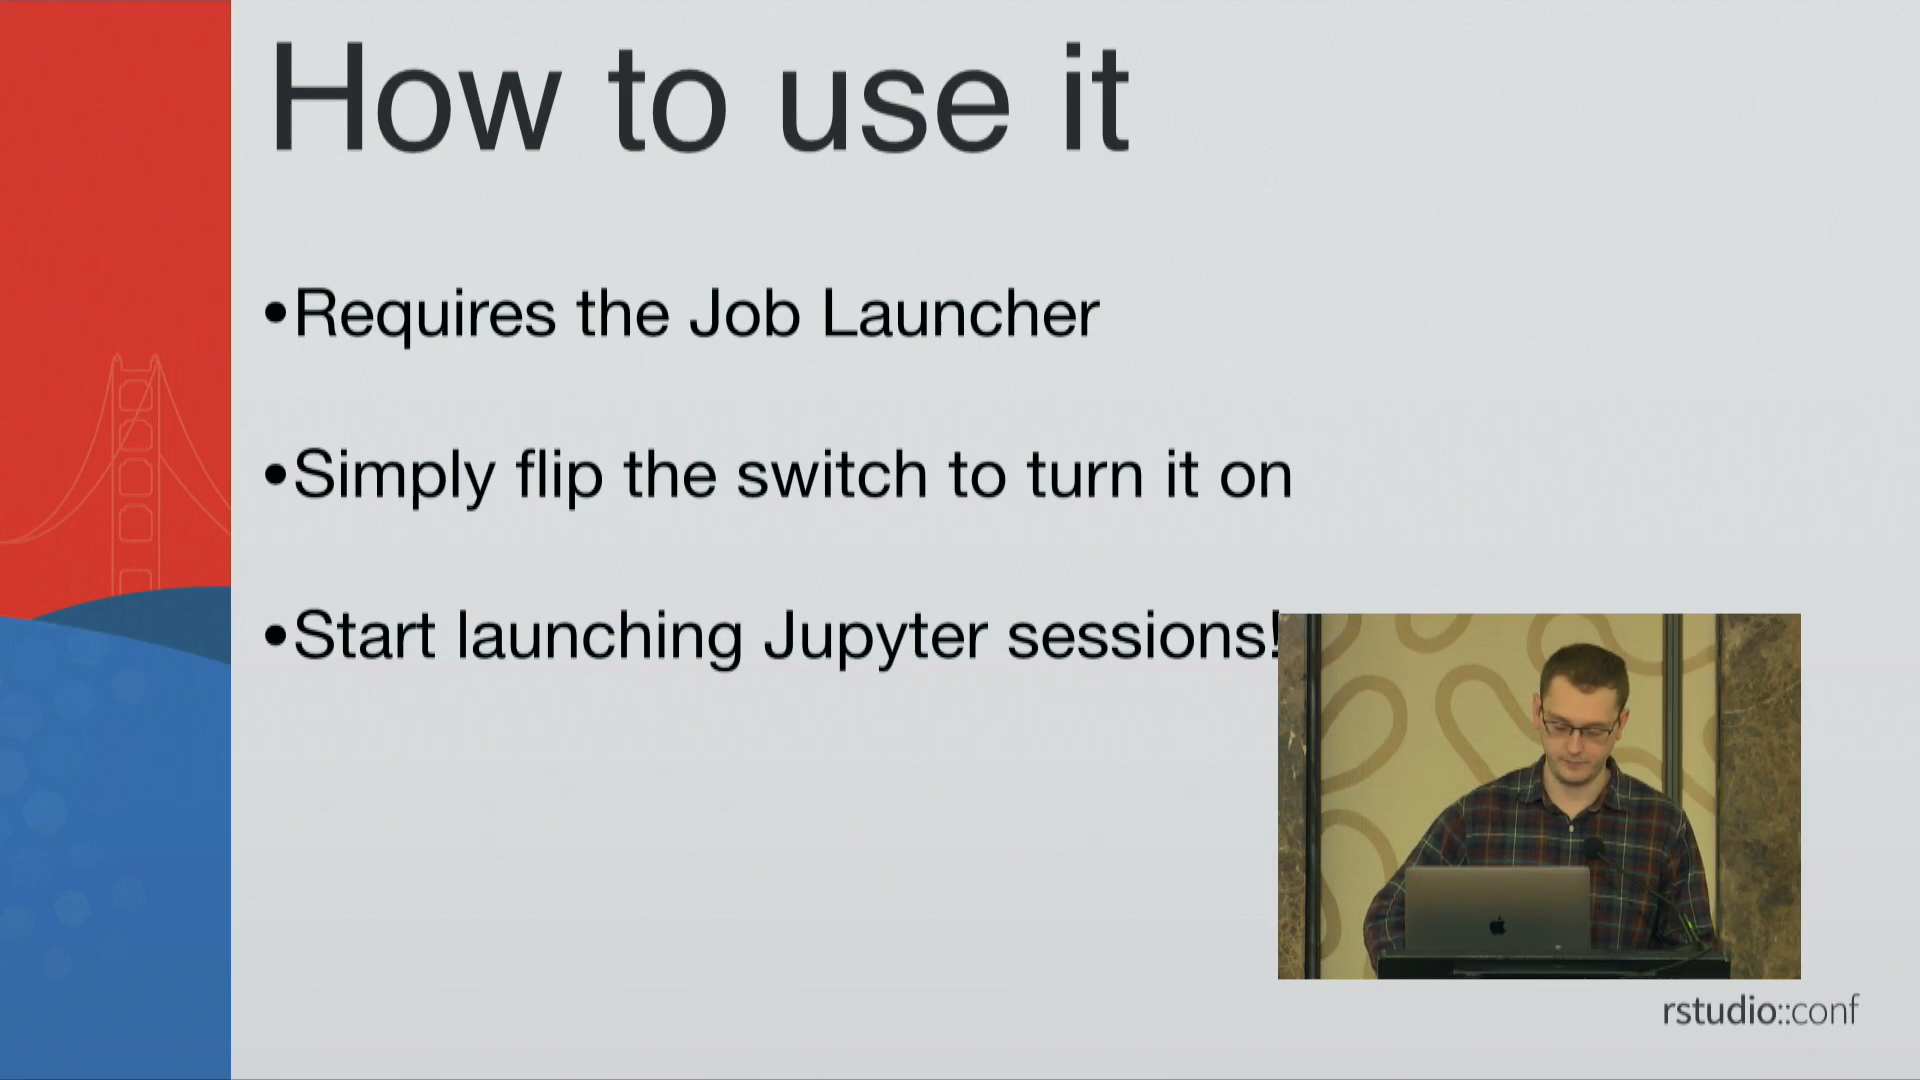 How to use it
•Requires the Job Launcher
•Simply flip the switch to turn it on
•Start launching Jupyter sessions!
rstudio::conf